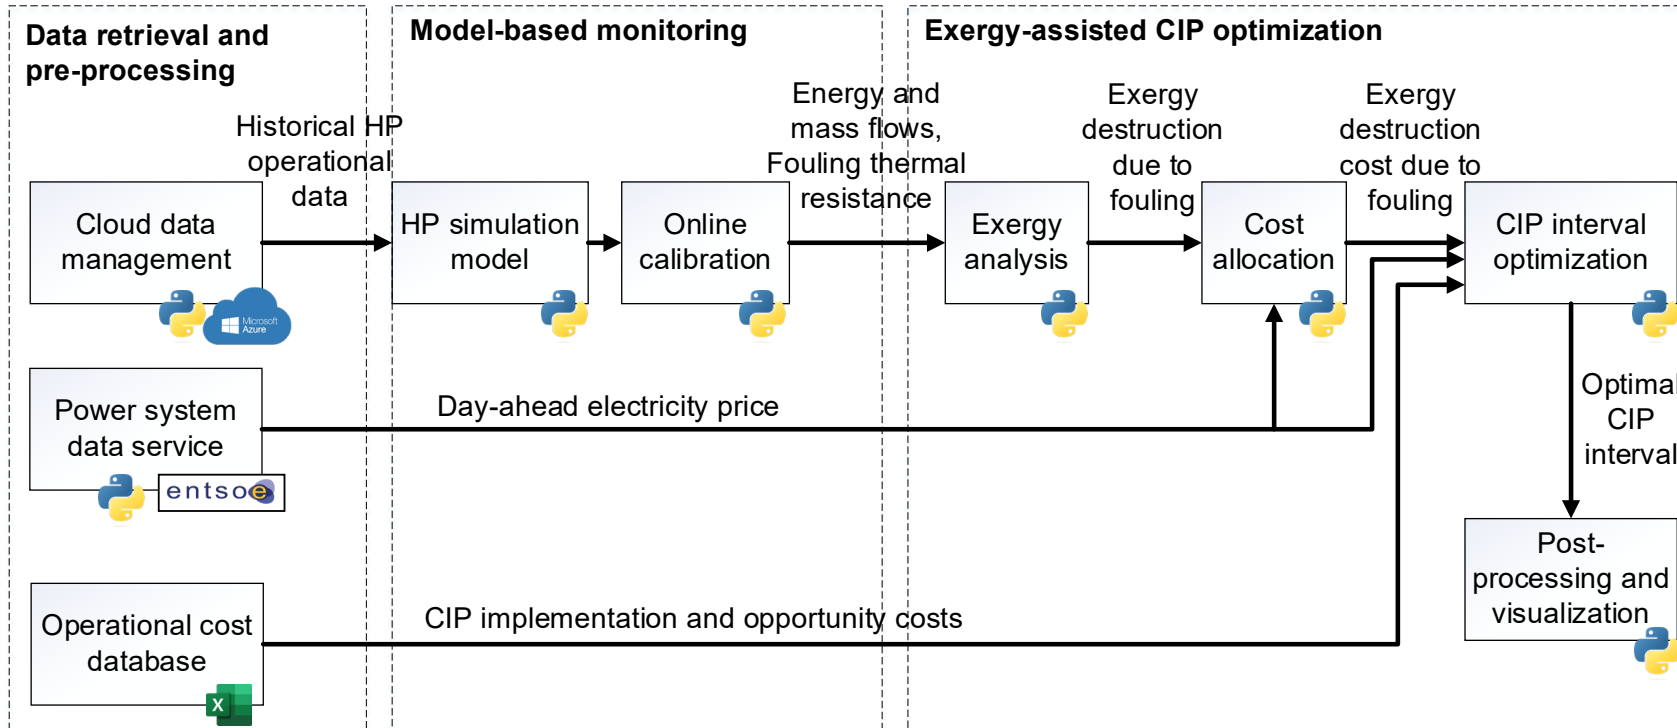 Data retrieval and
pre-processing
Model-based monitoring
Exergy-assisted CIP optimization
Historical HP
operational
data
Energy and
mass flows,
Fouling thermal
resistance
Exergy
destruction
due to
fouling
Exergy
destruction
cost due to
fouling
Cloud data
management
HP simulation
model
Online
calibration
Exergy
analysis
Cost
allocation
CIP interval
optimization
Microsoft
Azure
Power system
data service
Day-ahead electricity price
Optimal
CIP
interval
entsoe
Post-
processing and
visualization
Operational cost
database
CIP implementation and opportunity costs
X